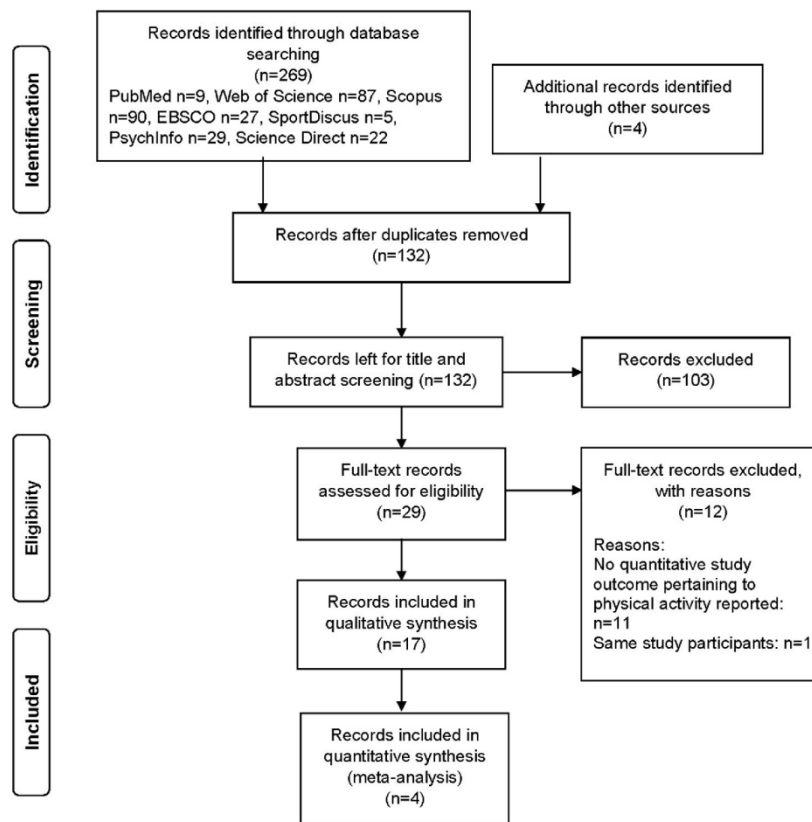 Identification
Records identified through database
searching
(n=269)
PubMed n=9, Web of Science n=87, Scopus
n=90, EBSCO n=27, SportDiscus n=5,
PsychInfo n=29, Science Direct n=22
Additional records identified
through other sources
(n=4)
Records after duplicates removed
(n=132)
Screening
Records left for title and
abstract screening (n=132)
Records excluded
(n=103)
Eligibility
Full-text records
assessed for eligibility
(n=29)
Full-text records excluded,
with reasons
(n=12)
Reasons:
No quantitative study
outcome pertaining to
physical activity reported:
n=11
Same study participants: n=1
Records included in
qualitative synthesis
(n=17)
Included
Records included in
quantitative synthesis
(meta-analysis)
(n=4)